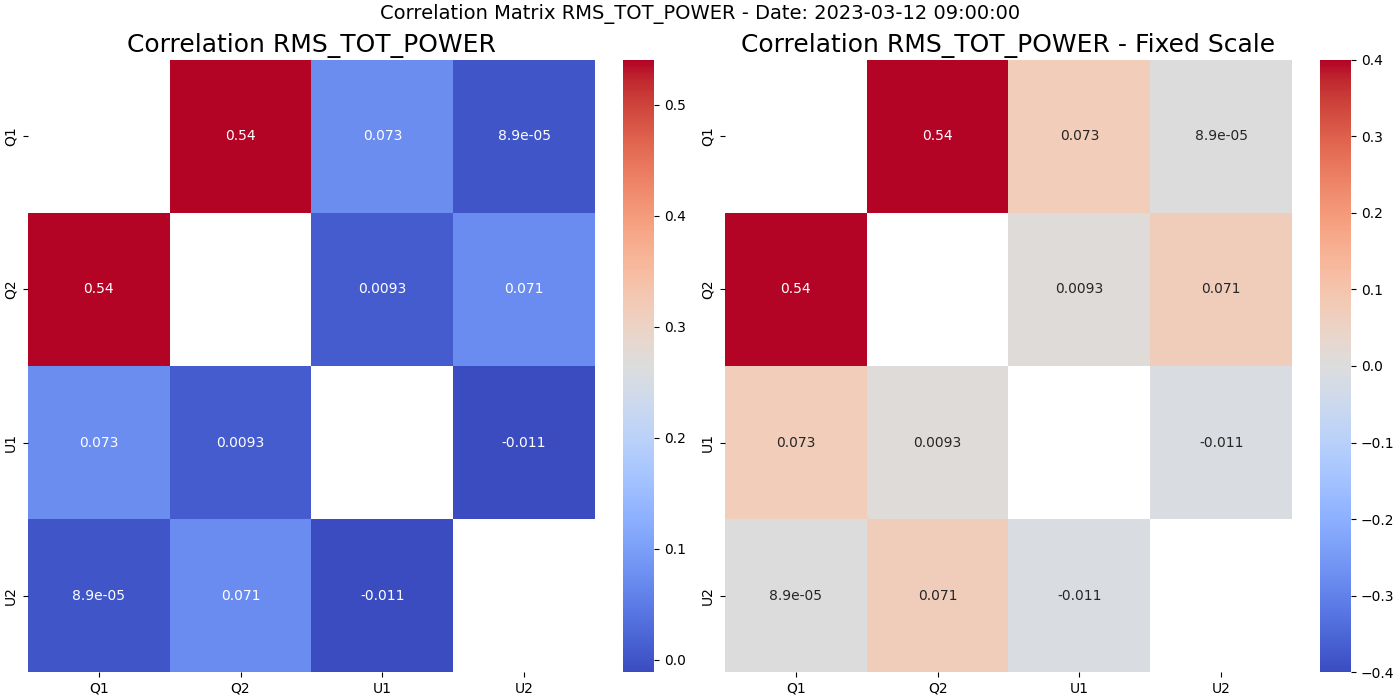 Correlation Matrix RMS_TOT_POWER - Date: 2023-03-12 09:00:00
Correlation RMS_TOT_POWER
Q1
0.54
0.073
8.9e-05
Q2
0.54
0.0093
0.071
U1
0.073
0.0093
-0.011
U2
8.9e-05
0.071
-0.011
Q1 Q2 U1 U2
0.5
0.4
0.3
0.2
0.1
0.0
Correlation RMS_TOT_POWER - Fixed Scale
Q1
0.54
0.073
8.9e-05
Q2
0.54
0.0093
0.071
U1
0.073
0.0093
-0.011
U2
8.9e-05
0.071
-0.011
Q1 Q2 U1 U2
0.4
0.3
0.2
0.1
0.0
−0.1
−0.2
−0.3
−0.4